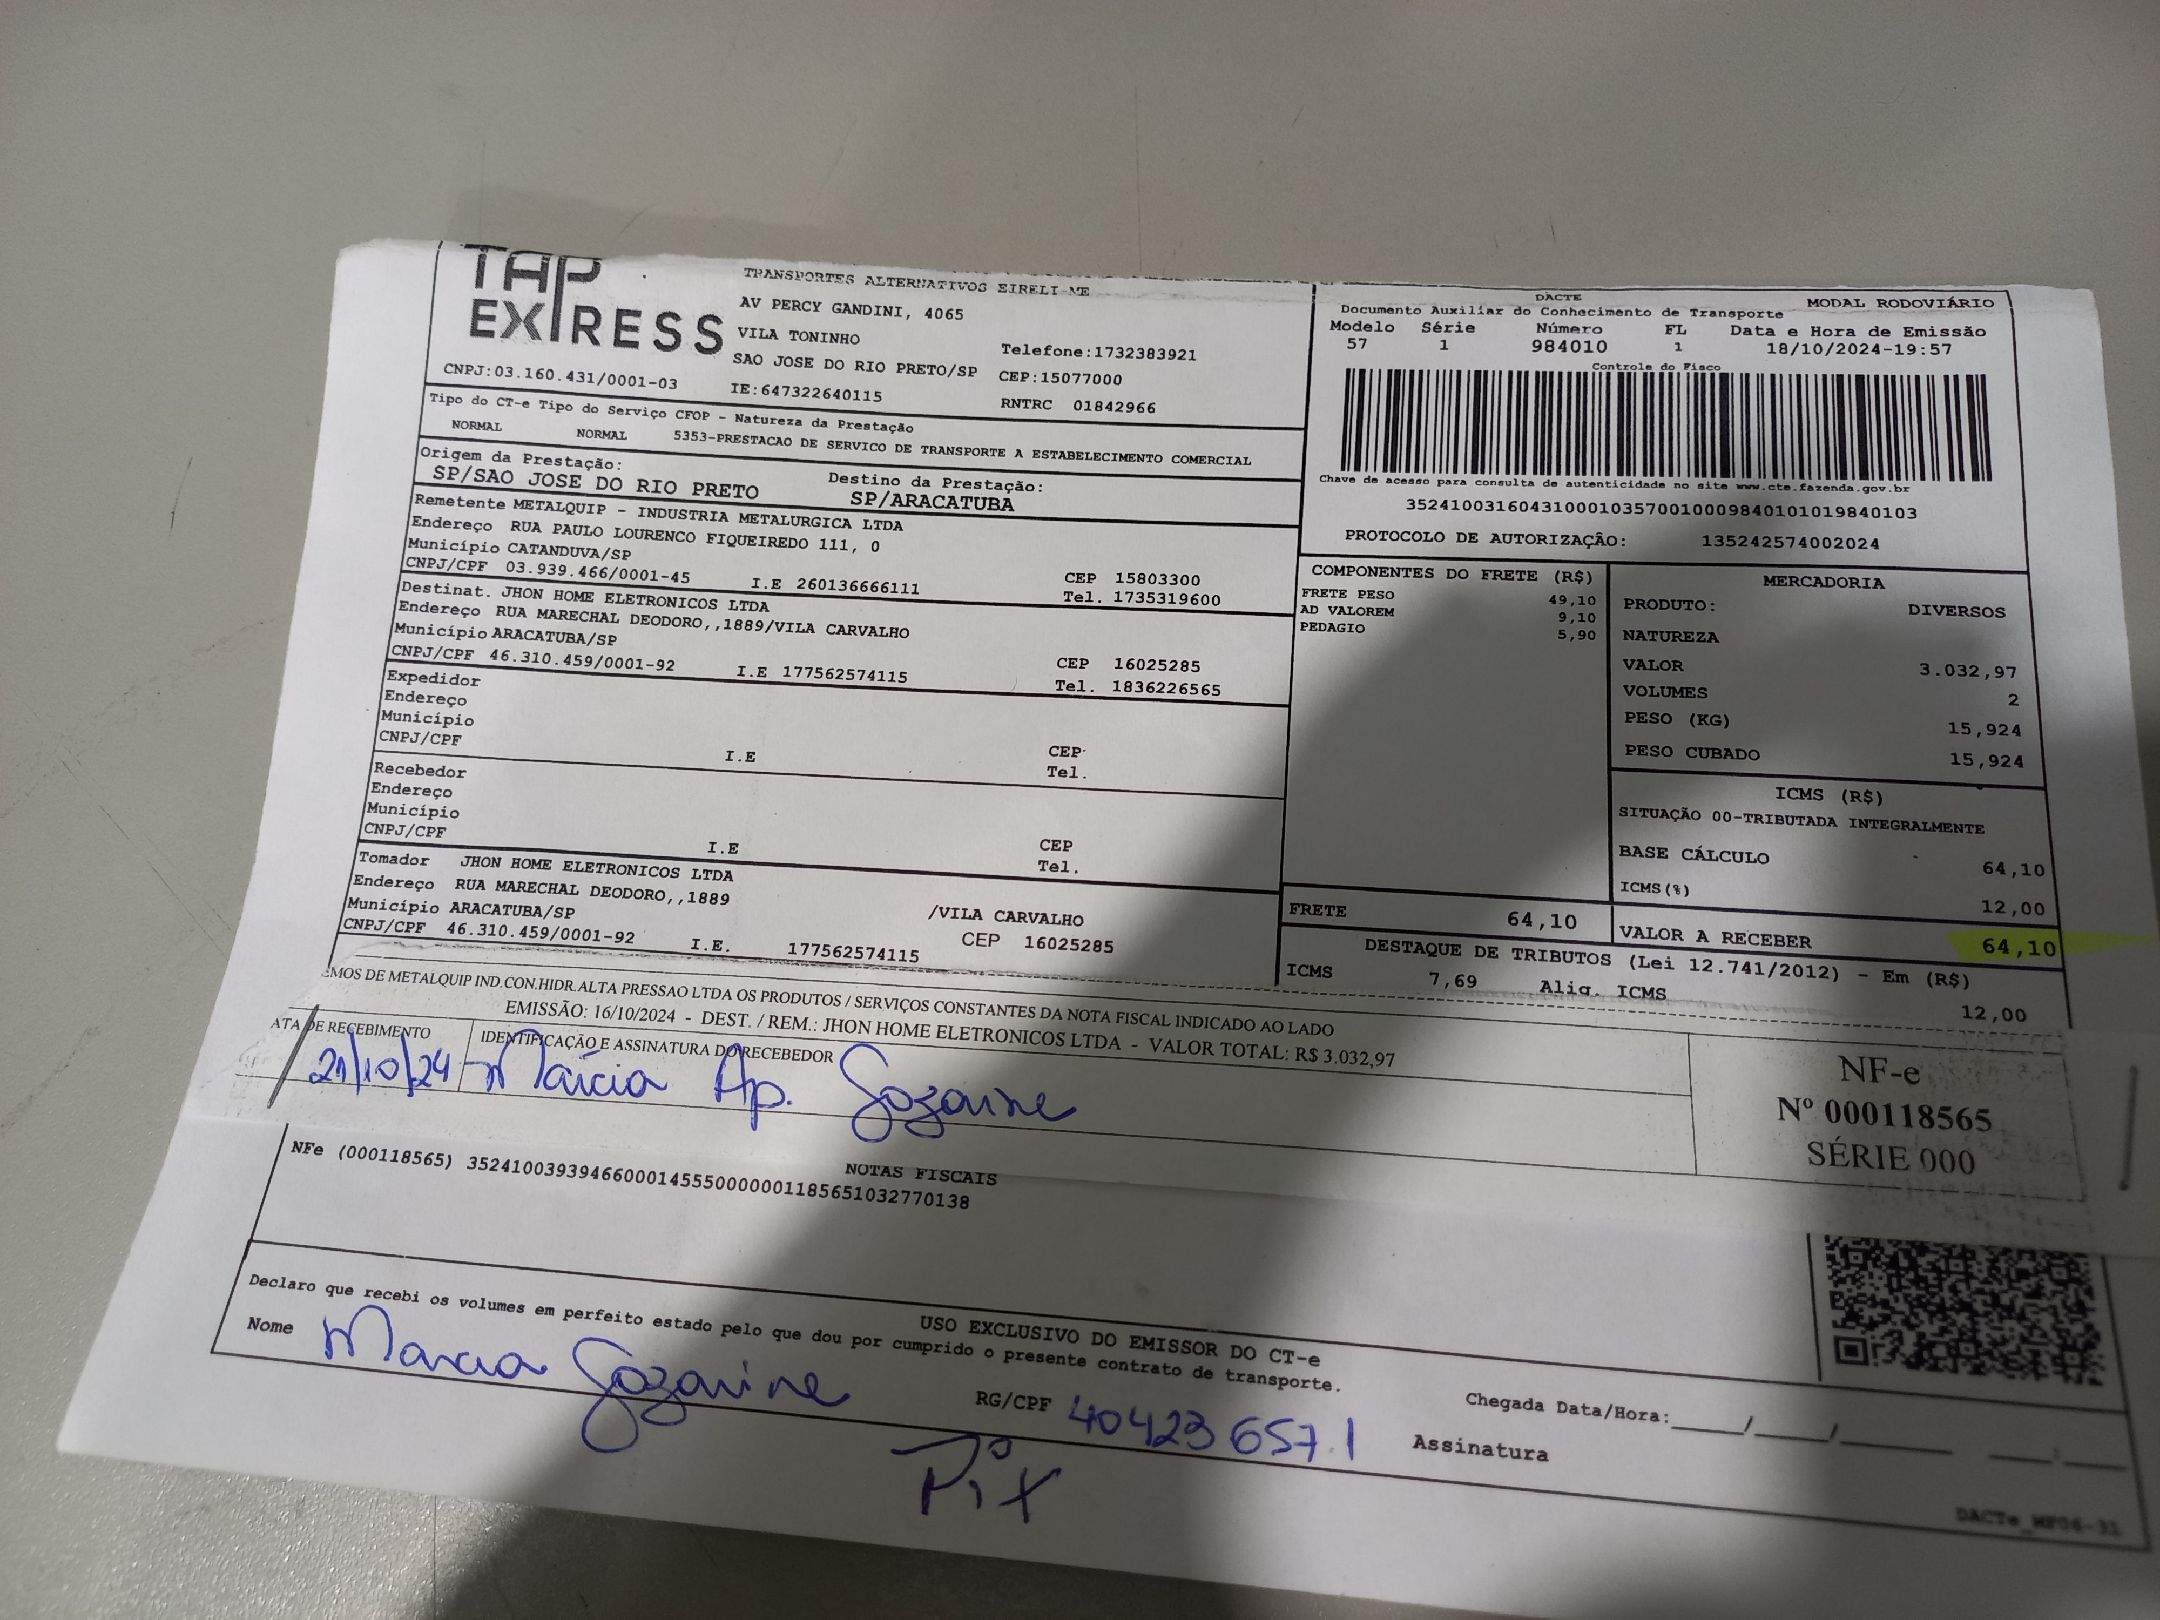 TAP EXPRESS
TRANSPORTES ALTERNATIVOS EIRELI-ME
AV PERCY GANDINI, 4065
VILA TONINHO
Telefone:1732383921
SAO JOSE DO RIO PRETO/SP CEP:15077000
CNPJ:03.160.431/0001-03 IE:647322640115 RNTRC 01842966
DACTE MODAL RODOVIÁRIO
Documento Auxiliar do Conhecimento de Transporte
Modelo Série Número FL Data e Hora de Emissão
57 1 984010 1 18/10/2024-19:57
Controle do Fisco
Chave de acesso para consulta de autenticidade no site www.cte.fazenda.gov.br
35241003160431000103570010009840101019840103
PROTOCOLO DE AUTORIZAÇÃO: 135242574002024
Tipo do CT-e Tipo do Serviço CFOP - Natureza da Prestação
NORMAL NORMAL 5353-PRESTACAO DE SERVICO DE TRANSPORTE A ESTABELECIMENTO COMERCIAL
Origem da Prestação: Destino da Prestação:
SP/SAO JOSE DO RIO PRETO SP/ARACATUBA
Remetente METALQUIP - INDUSTRIA METALURGICA LTDA
Endereço RUA PAULO LOURENCO FIQUEIREDO 111, 0
Município CATANDUVA/SP CEP 15803300
CNPJ/CPF 03.939.466/0001-45 I.E 260136666111 Tel. 1735319600
Destinat. JHON HOME ELETRONICOS LTDA
Endereço RUA MARECHAL DEODORO,,1889/VILA CARVALHO
Município ARACATUBA/SP CEP 16025285
CNPJ/CPF 46.310.459/0001-92 I.E 177562574115 Tel. 1836226565
Expedidor
Endereço
Município CEP
CNPJ/CPF I.E Tel.
Recebedor
Endereço
Município CEP
CNPJ/CPF I.E Tel.
Tomador JHON HOME ELETRONICOS LTDA
Endereço RUA MARECHAL DEODORO,,1889 /VILA CARVALHO
Município ARACATUBA/SP CEP 16025285
CNPJ/CPF 46.310.459/0001-92 I.E. 177562574115
COMPONENTES DO FRETE (R$)
FRETE PESO 49,10
AD VALOREM 9,10
PEDAGIO 5,90
FRETE 64,10
MERCADORIA
PRODUTO: DIVERSOS
NATUREZA
VALOR 3.032,97
VOLUMES 2
PESO (KG) 15,924
PESO CUBADO 15,924
ICMS (R$)
SITUAÇÃO 00-TRIBUTADA INTEGRALMENTE
BASE CÁLCULO 64,10
ICMS(%) 12,00
VALOR A RECEBER 64,10
DESTAQUE DE TRIBUTOS (Lei 12.741/2012) - Em (R$)
ICMS 7,69 Aliq. ICMS 12,00
EMOS DE METALQUIP IND.CON.HIDR.ALTA PRESSAO LTDA OS PRODUTOS / SERVIÇOS CONSTANTES DA NOTA FISCAL INDICADO AO LADO
EMISSÃO: 16/10/2024 - DEST. / REM.: JHON HOME ELETRONICOS LTDA - VALOR TOTAL: R$ 3.032,97
ATA DE RECEBIMENTO IDENTIFICAÇÃO E ASSINATURA DO RECEBEDOR
21/10/24 Márcia Ap.
NF-e
Nº 000118565
SÉRIE 000
NOTAS FISCAIS
NFe (000118565) 35241003939466000145550000001185651032770138
USO EXCLUSIVO DO EMISSOR DO CT-e
Declaro que recebi os volumes em perfeito estado pelo que dou por cumprido o presente contrato de transporte.
Nome Marcia RG/CPF 40423657.1
Chegada Data/Hora:____/____/______ ___:___
Assinatura
Pix
DACTe_MF06-31